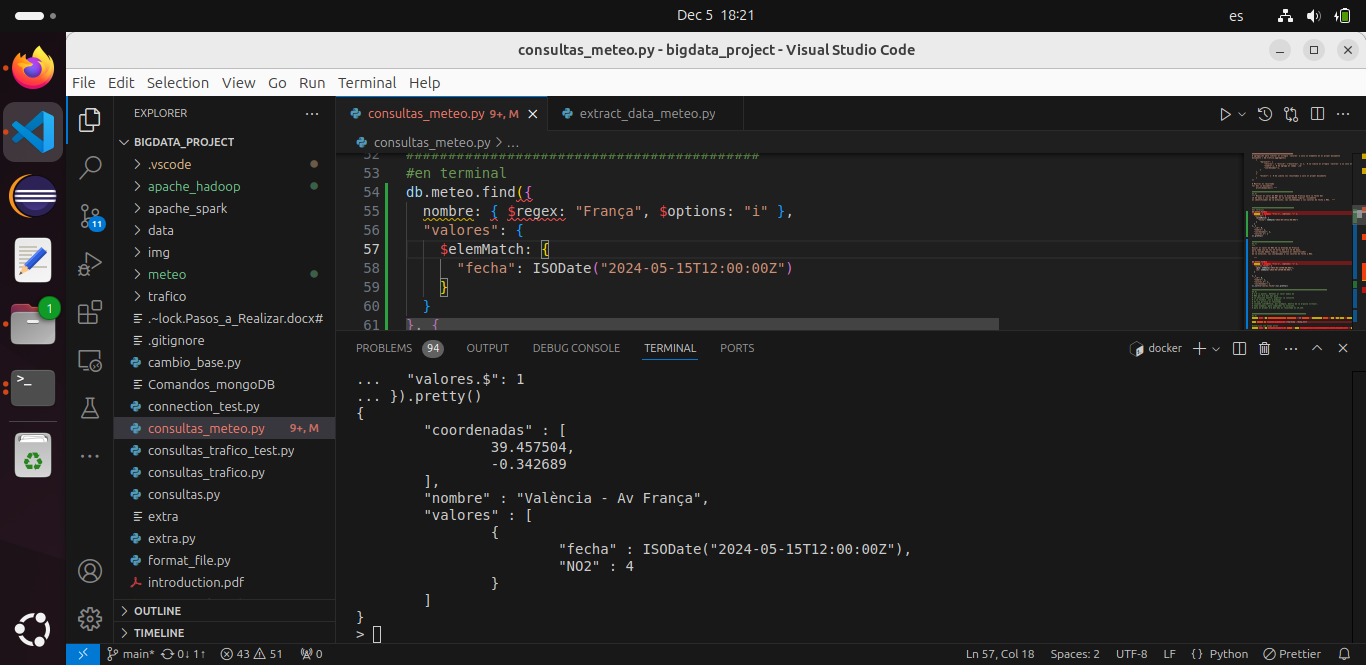 Dec 5 18:21
es
consultas_meteo.py - bigdata_project - Visual Studio Code
File Edit Selection View Go Run Terminal Help
EXPLORER
BIGDATA_PROJECT
.vscode
apache_hadoop
apache_spark
data
img
meteo
trafico
.~lock.Pasos_a_Realizar.docx#
.gitignore
cambio_base.py
Comandos_mongoDB
connection_test.py
consultas_meteo.py 9+, M
consultas_trafico_test.py
consultas_trafico.py
consultas.py
extra
extra.py
format_file.py
introduction.pdf
OUTLINE
TIMELINE
11
1
consultas_meteo.py 9+, M
extract_data_meteo.py
consultas_meteo.py > ...
52 ##########################################
53 #en terminal
54 db.meteo.find({
55 nombre: { $regex: "França", $options: "i" },
56 "valores": {
57 $elemMatch: {
58 "fecha": ISODate("2024-05-15T12:00:00Z")
59 }
60 }
61 }, {
PROBLEMS 94 OUTPUT DEBUG CONSOLE TERMINAL PORTS
docker
... "valores.$": 1
... }).pretty()
{
"coordenadas" : [
39.457504,
-0.342689
],
"nombre" : "València - Av França",
"valores" : [
{
"fecha" : ISODate("2024-05-15T12:00:00Z"),
"NO2" : 4
}
]
}
>
main* 0↓ 1↑ 43 51 0
Ln 57, Col 18 Spaces: 2 UTF-8 LF { } Python Prettier